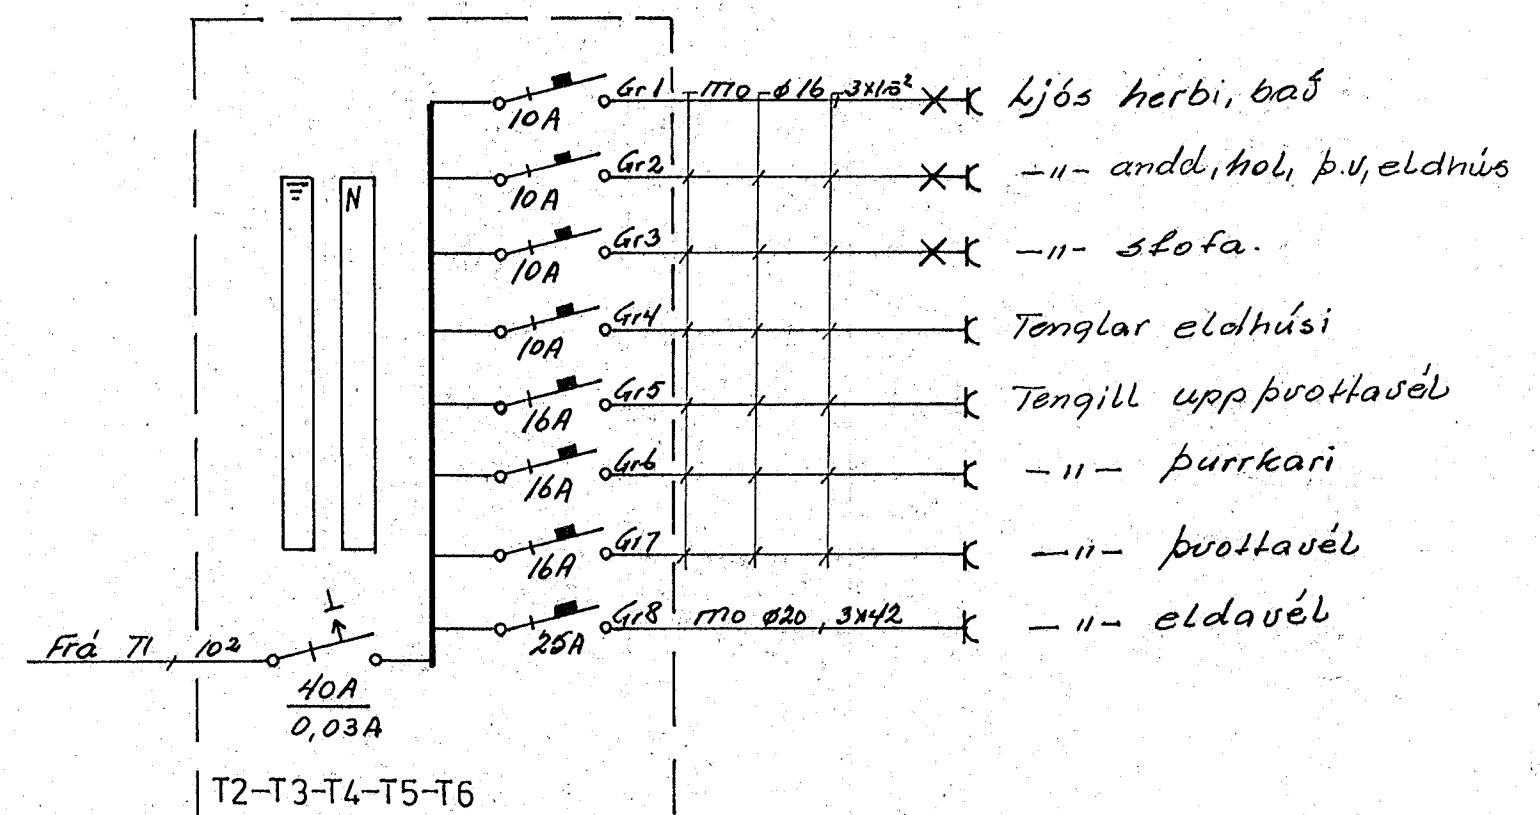 Gr1 mo ø16 3x1.5² Ljós herbi, bað
10A
Gr2 -"- andd, hol, þ.v, eldhús
10A
N
Gr3 -"- stofa.
10A
Gr4 Tenglar eldhúsi
10A
Gr5 Tengill uppþvottavél
16A
Gr6 -"- þurrkari
16A
Gr7 -"- þvottavél
16A
Gr8 mo ø20, 3x42 -"- eldavél
25A
Frá T1, 10²
40A
0,03A
T2-T3-T4-T5-T6